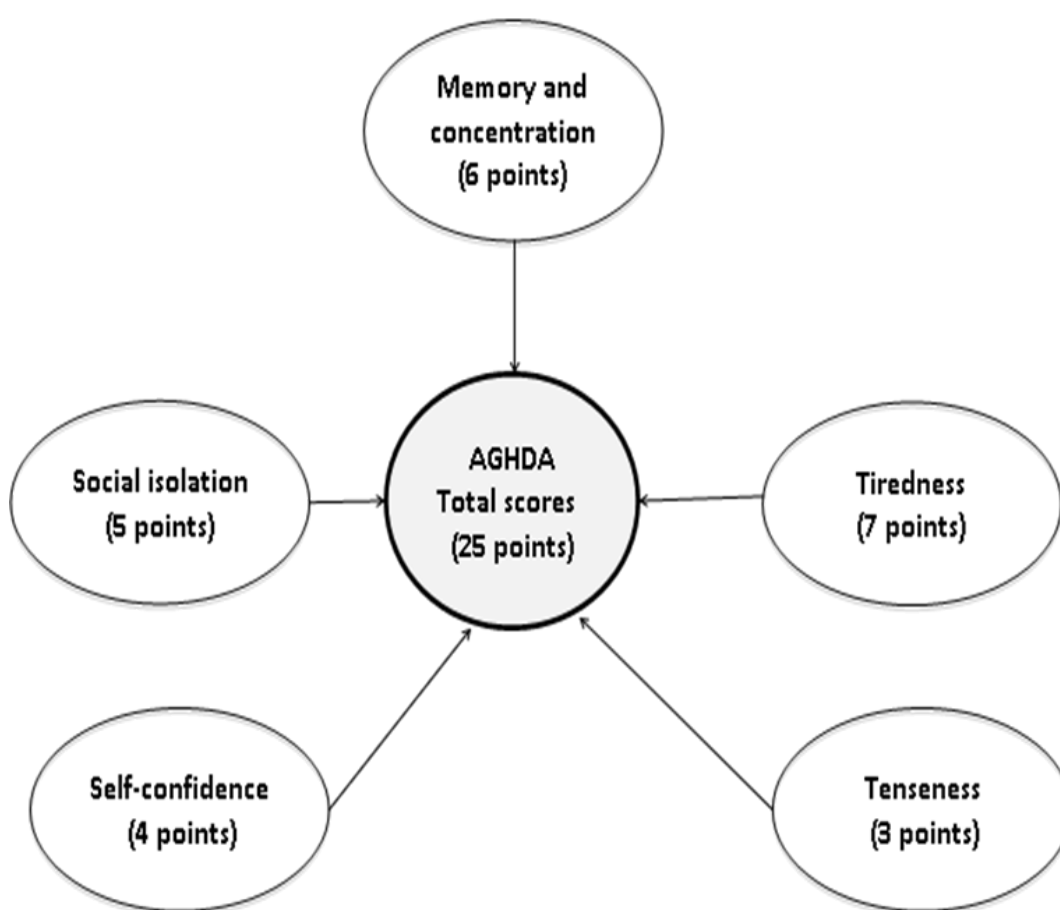 Memory and
concentration
(6 points)
Social isolation
(5 points)
AGHDA
Total scores
(25 points)
Tiredness
(7 points)
Self-confidence
(4 points)
Tenseness
(3 points)